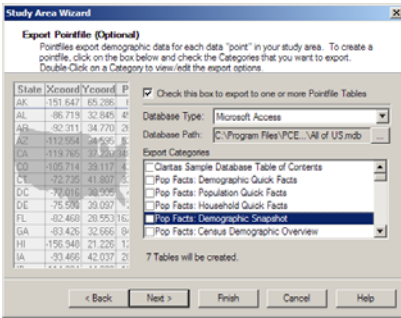 Study Area Wizard
Export Pointfile (Optional)
Pointfiles export demographic data for each data "point" in your study area. To create a
pointfile, click on the box below and check the Categories that you want to export.
Double-Click on a Category to view/edit the export options.
State Xcoord Ycoord P
AK -151.647 65.286
AL -86.719 32.845
AR -92.311 34.770
AZ -112.554
CA -119.765
CO -105.714 39.117
CT -72.735 41.807
DC -77.016
DE -75.509
FL -82.468 28.553
GA -83.426 32.666
HI -156.948 21.226
IA -93.466 42.037
Check this box to export to one or more Pointfile Tables
Database Type: Microsoft Access
Database Path: C:\Program Files\PCE...\All of US.mdb ...
Export Categories
Claritas Sample Database Table of Contents
Pop Facts: Demographic Quick Facts
Pop Facts: Population Quick Facts
Pop Facts: Household Quick Facts
Pop Facts: Demographic Snapshot
Pop Facts: Census Demographic Overview
7 Tables will be created.
< Back Next > Finish Cancel Help